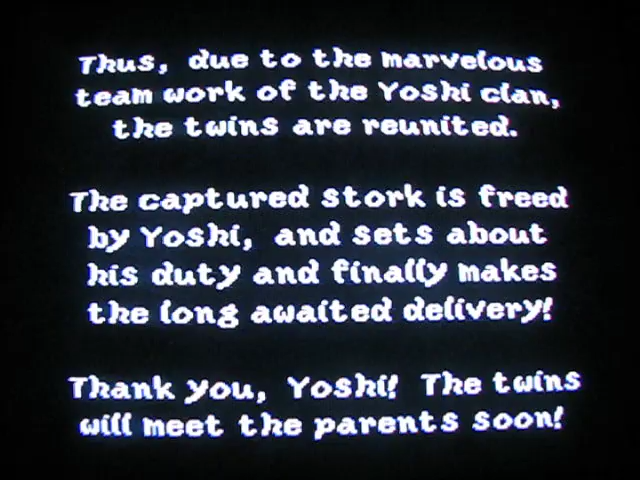 Thus, due to the marvelous
team work of the Yoshi clan,
the twins are reunited.
The captured stork is freed
by Yoshi, and sets about
his duty and finally makes
the long awaited delivery!
Thank you, Yoshi! The twins
will meet the parents soon!